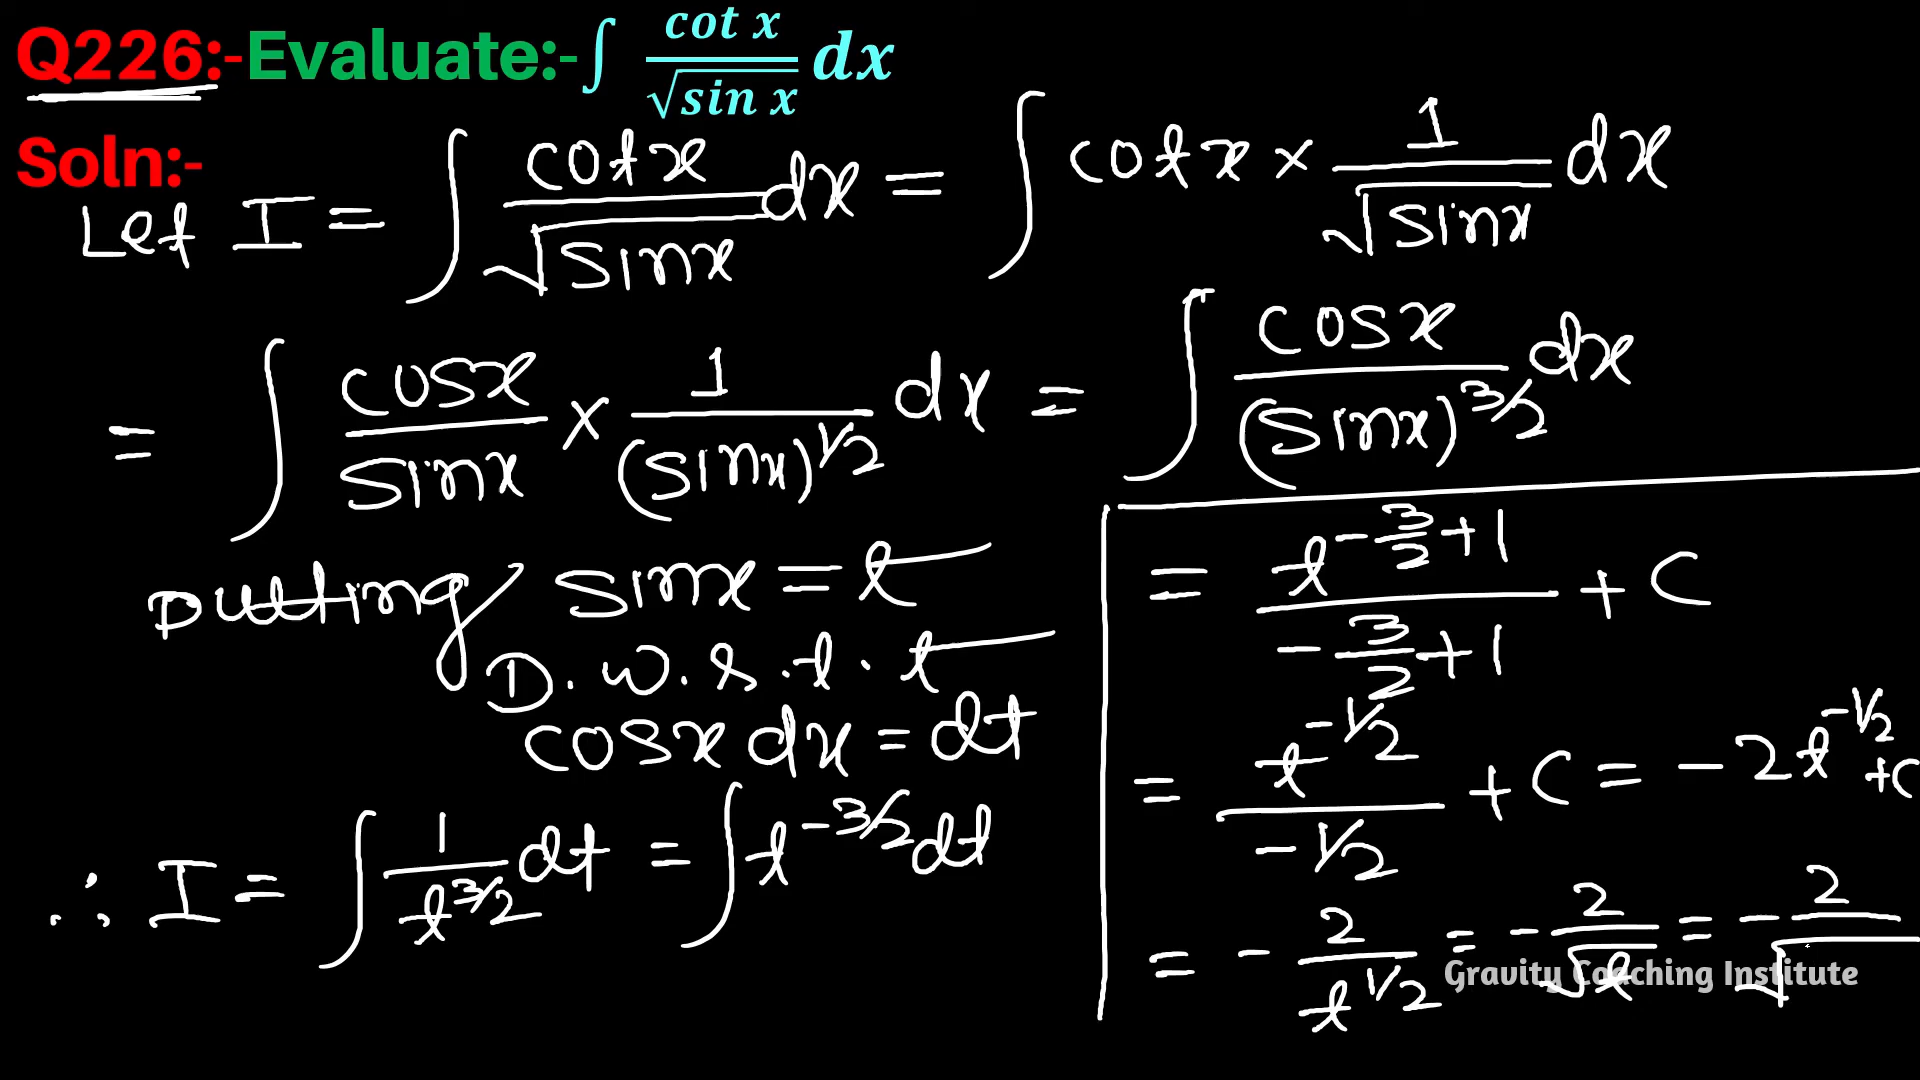 Q226:-Evaluate:-∫ cot x / √sin x dx
Soln:-
Let I = ∫ cotx / √sinx dx = ∫ cotx × 1 / √sinx dx
= ∫ cosx / sinx × 1 / (sinx)^1/2 dx = ∫ cosx / (sinx)^3/2 dx
putting sinx = t
D.w.r.t.t
cosx dx = dt
∴ I = ∫ 1 / t^3/2 dt = ∫ t^-3/2 dt
= t^(-3/2+1) / (-3/2+1) + C
= t^-1/2 / (-1/2) + C = -2t^-1/2 + C
= - 2 / t^1/2 = - 2 / √t = - 2 / √
Gravity Coaching Institute